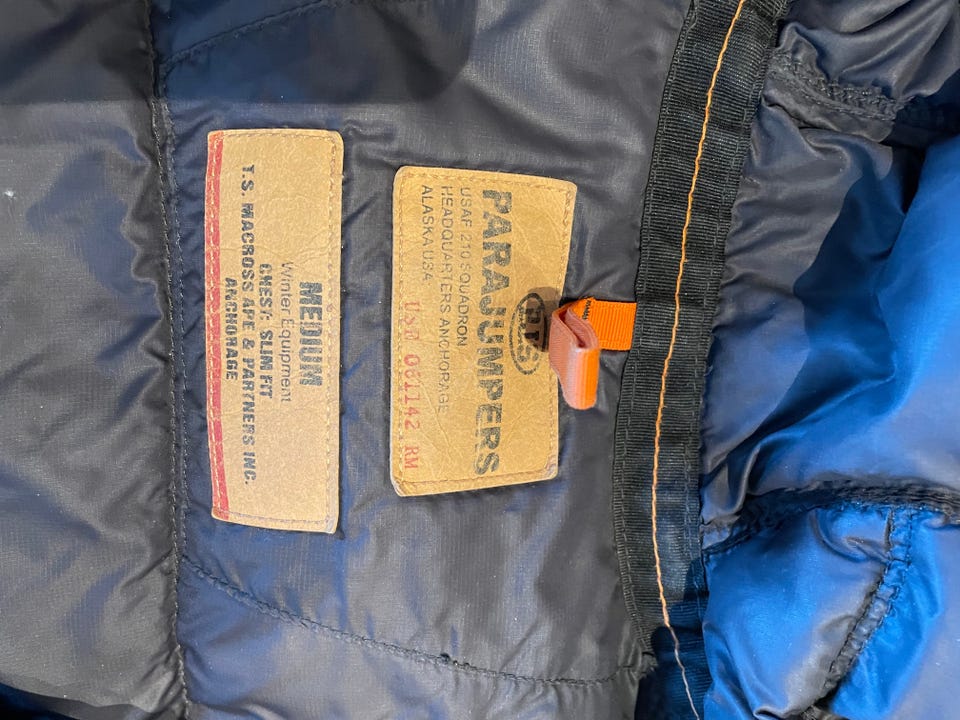 PARAJUMPERS
USAF 210 SQUADRON
HEADQUARTERS ANCHORAGE
ALASKA USA
USN 061142 RM
MEDIUM
Winter Equipment
CHEST: SLIM FIT
T.S. MACROSS APE & PARTNERS INC.
ANCHORAGE